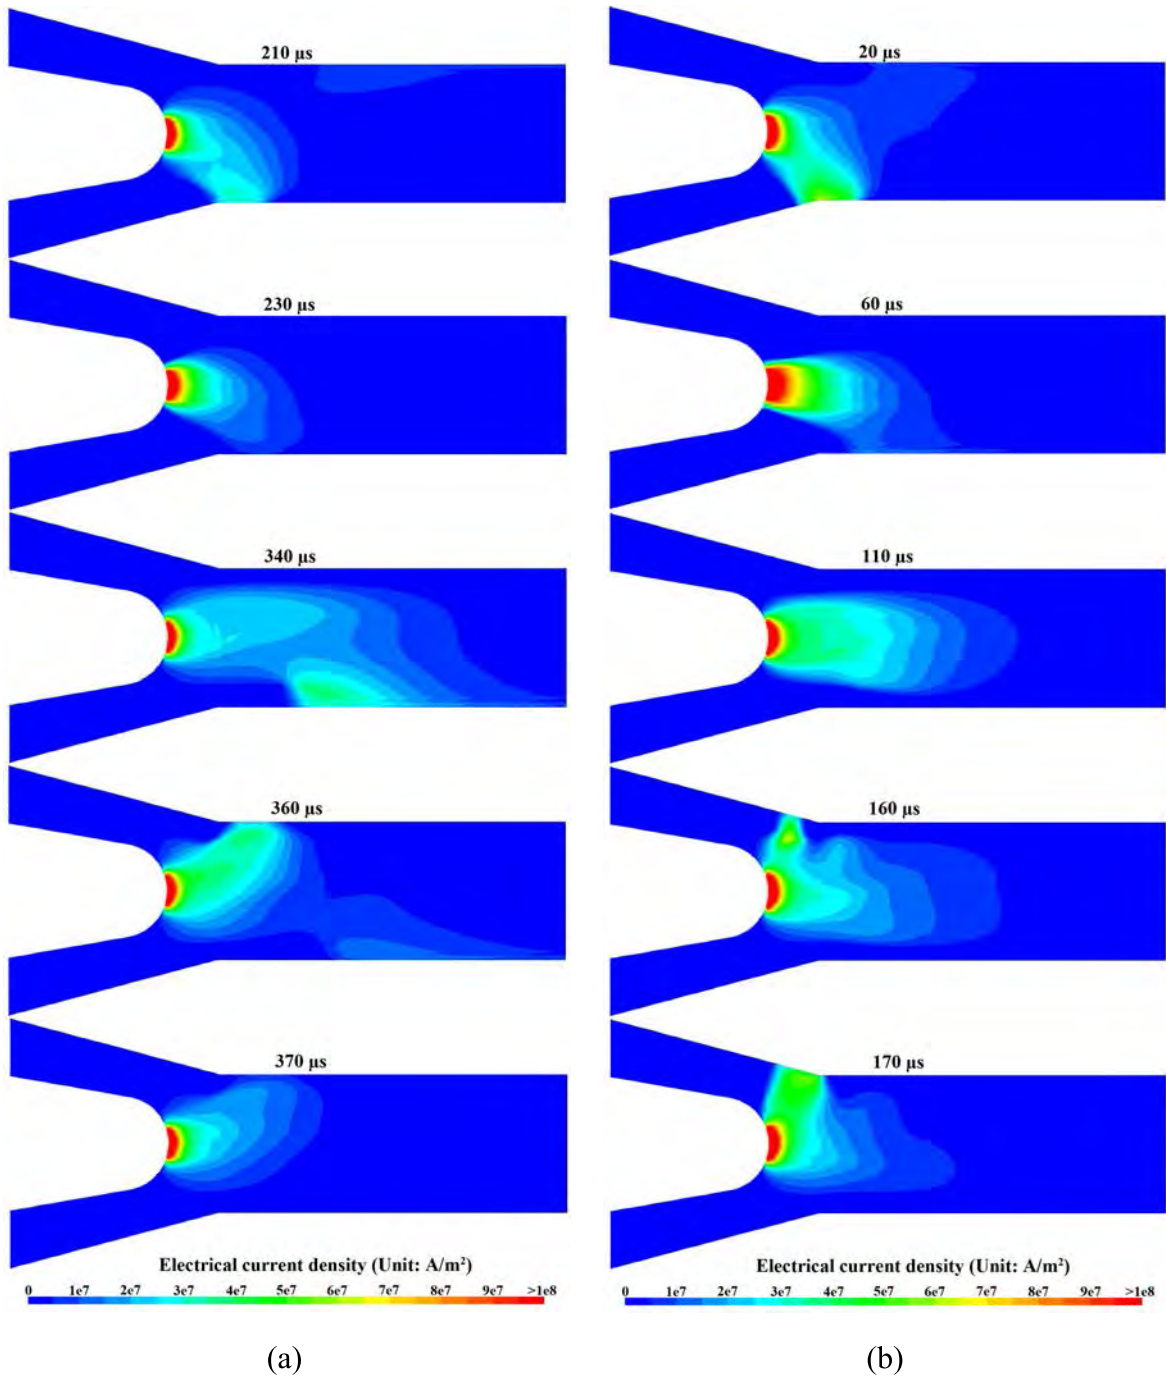 210 μs
230 μs
340 μs
360 μs
370 μs
Electrical current density (Unit: A/m²)
0 1e7 2e7 3e7 4e7 5e7 6e7 7e7 8e7 9e7 >1e8
(a)
20 μs
60 μs
110 μs
160 μs
170 μs
Electrical current density (Unit: A/m²)
0 1e7 2e7 3e7 4e7 5e7 6e7 7e7 8e7 9e7 >1e8
(b)